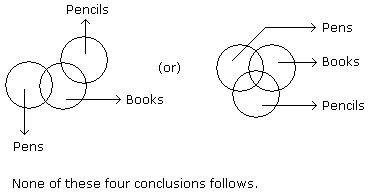 Pencils
(or)
Pens
Books
Books
Pencils
Pens
None of these four conclusions follows.